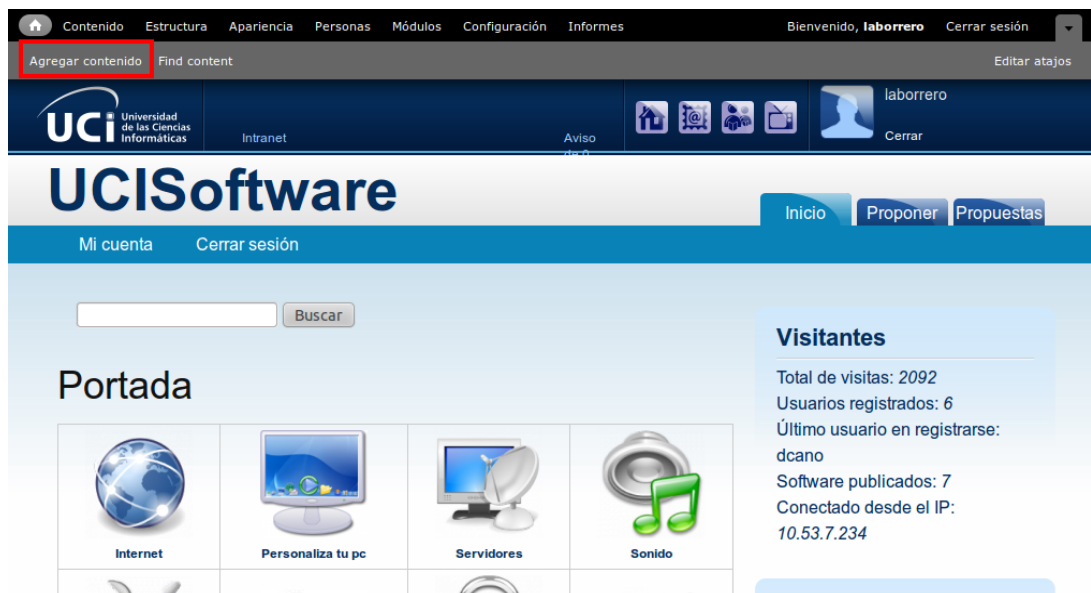 Contenido Estructura Apariencia Personas Módulos Configuración Informes Bienvenido, laborrero Cerrar sesión
Agregar contenido Find content Editar atajos
UCi Universidad
de las Ciencias
Informáticas
Intranet
Aviso
de 0
laborrero
Cerrar
UCISoftware
Inicio Proponer Propuestas
Mi cuenta Cerrar sesión
Buscar
Portada
Internet Personaliza tu pc Servidores Sonido
Visitantes
Total de visitas: 2092
Usuarios registrados: 6
Último usuario en registrarse:
dcano
Software publicados: 7
Conectado desde el IP:
10.53.7.234